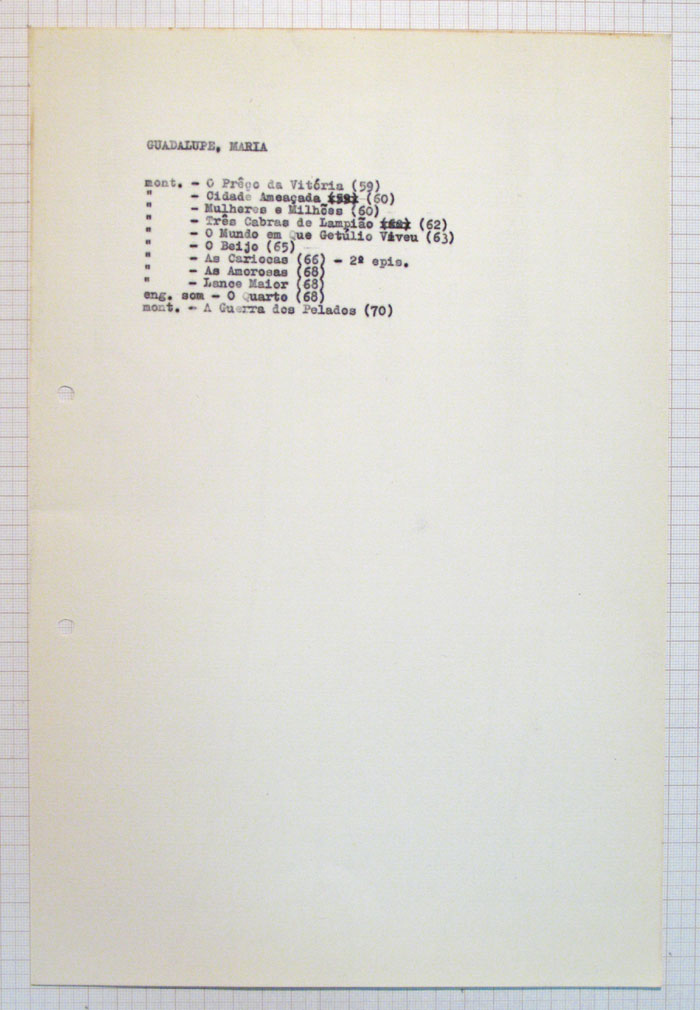 GUADALUPE, MARIA
mont. - O Prêço da Vitória (59)
" - Cidade Ameaçada (60)
" - Mulheres e Milhões (60)
" - Três Cabras de Lampião (62)
" - O Mundo em Que Getúlio Viveu (63)
" - O Beijo (65)
" - As Cariocas (66) - 2º epis.
" - As Amorosas (68)
" - Lance Maior (68)
eng. som - O Quarto (68)
mont. - A Guerra dos Pelados (70)